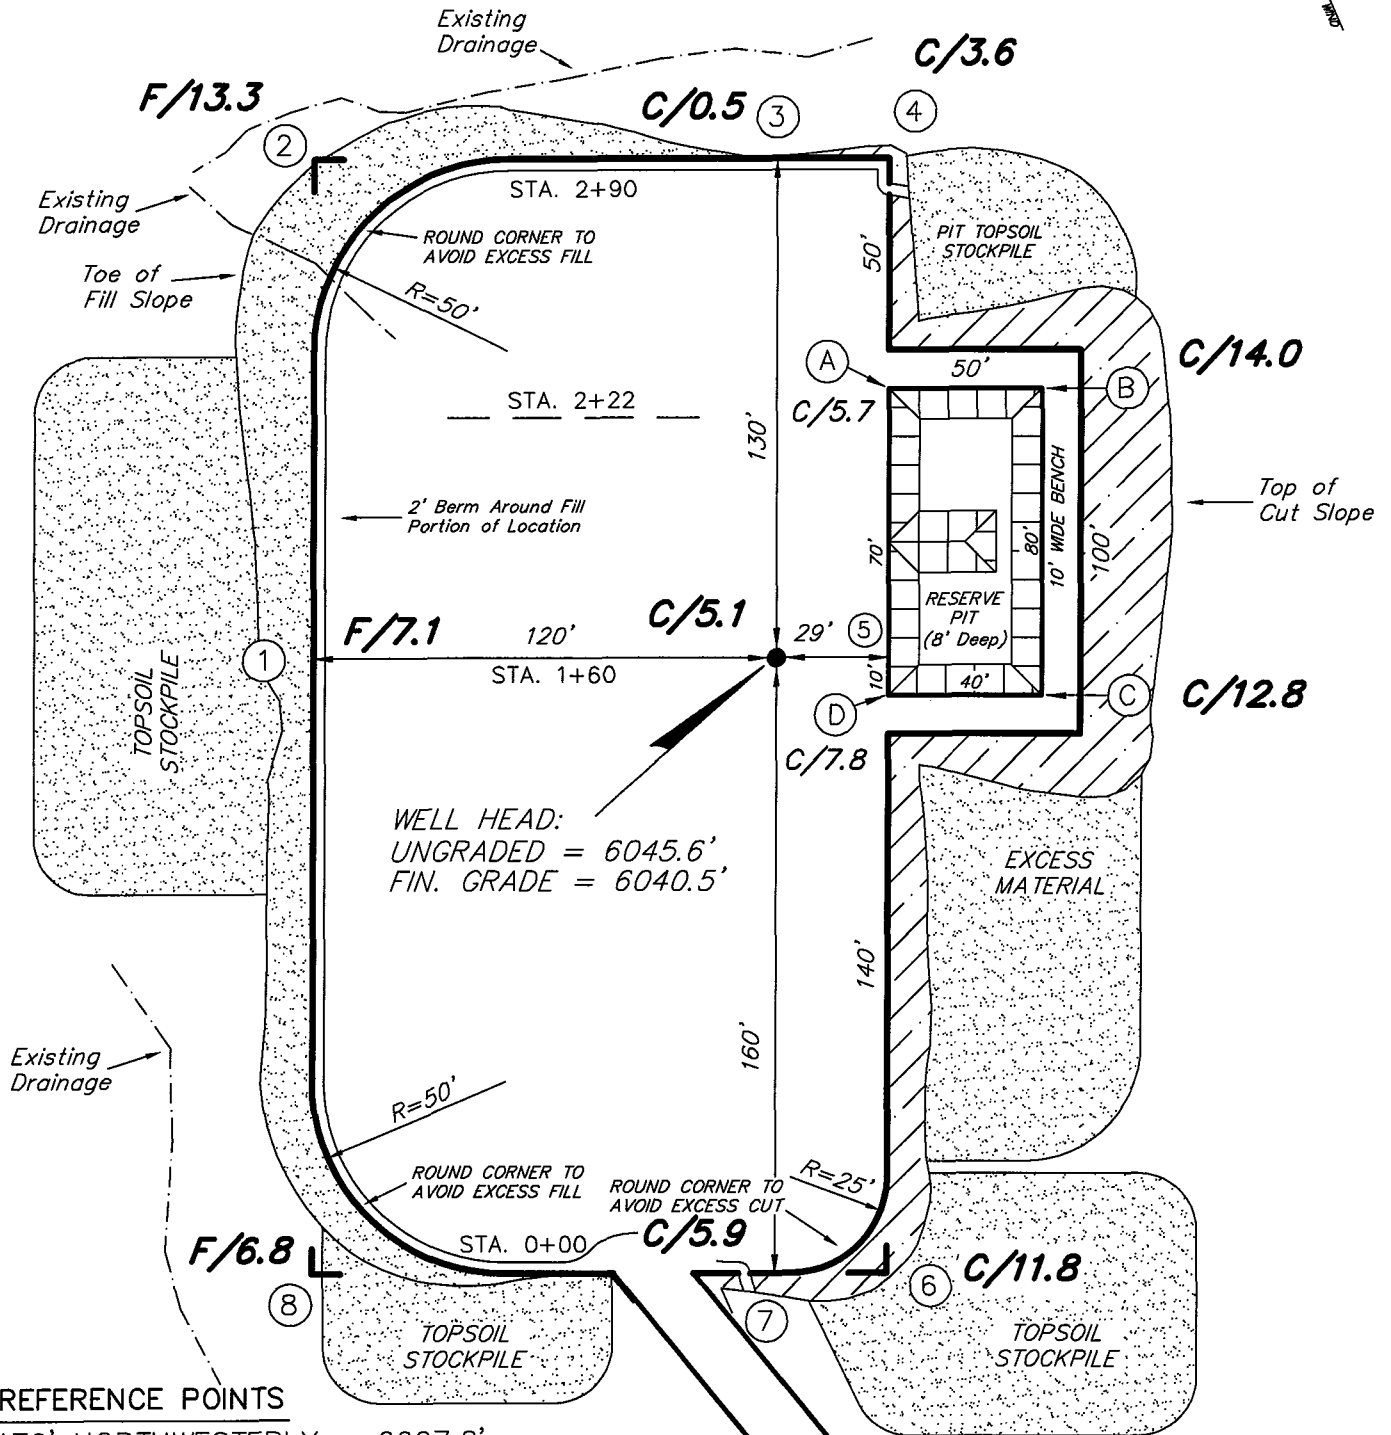 Existing
Drainage
C/3.6
F/13.3
C/0.5
3
4
2
Existing
Drainage
STA. 2+90
ROUND CORNER TO
AVOID EXCESS FILL
50'
PIT TOPSOIL
STOCKPILE
Toe of
Fill Slope
R=50'
C/14.0
A
50'
B
STA. 2+22
C/5.7
130'
2' Berm Around Fill
Portion of Location
10' WIDE BENCH
Top of
Cut Slope
70'
80'
100'
RESERVE
PIT
(8' Deep)
F/7.1
120'
C/5.1
29'
5
1
STA. 1+60
10'
40'
C
C/12.8
D
TOPSOIL
STOCKPILE
C/7.8
WELL HEAD:
UNGRADED = 6045.6'
FIN. GRADE = 6040.5'
EXCESS
MATERIAL
140'
160'
Existing
Drainage
R=50'
ROUND CORNER TO
AVOID EXCESS FILL
ROUND CORNER TO
AVOID EXCESS CUT
R=25'
F/6.8
STA. 0+00
C/5.9
C/11.8
8
7
6
TOPSOIL
STOCKPILE
TOPSOIL
STOCKPILE
REFERENCE POINTS